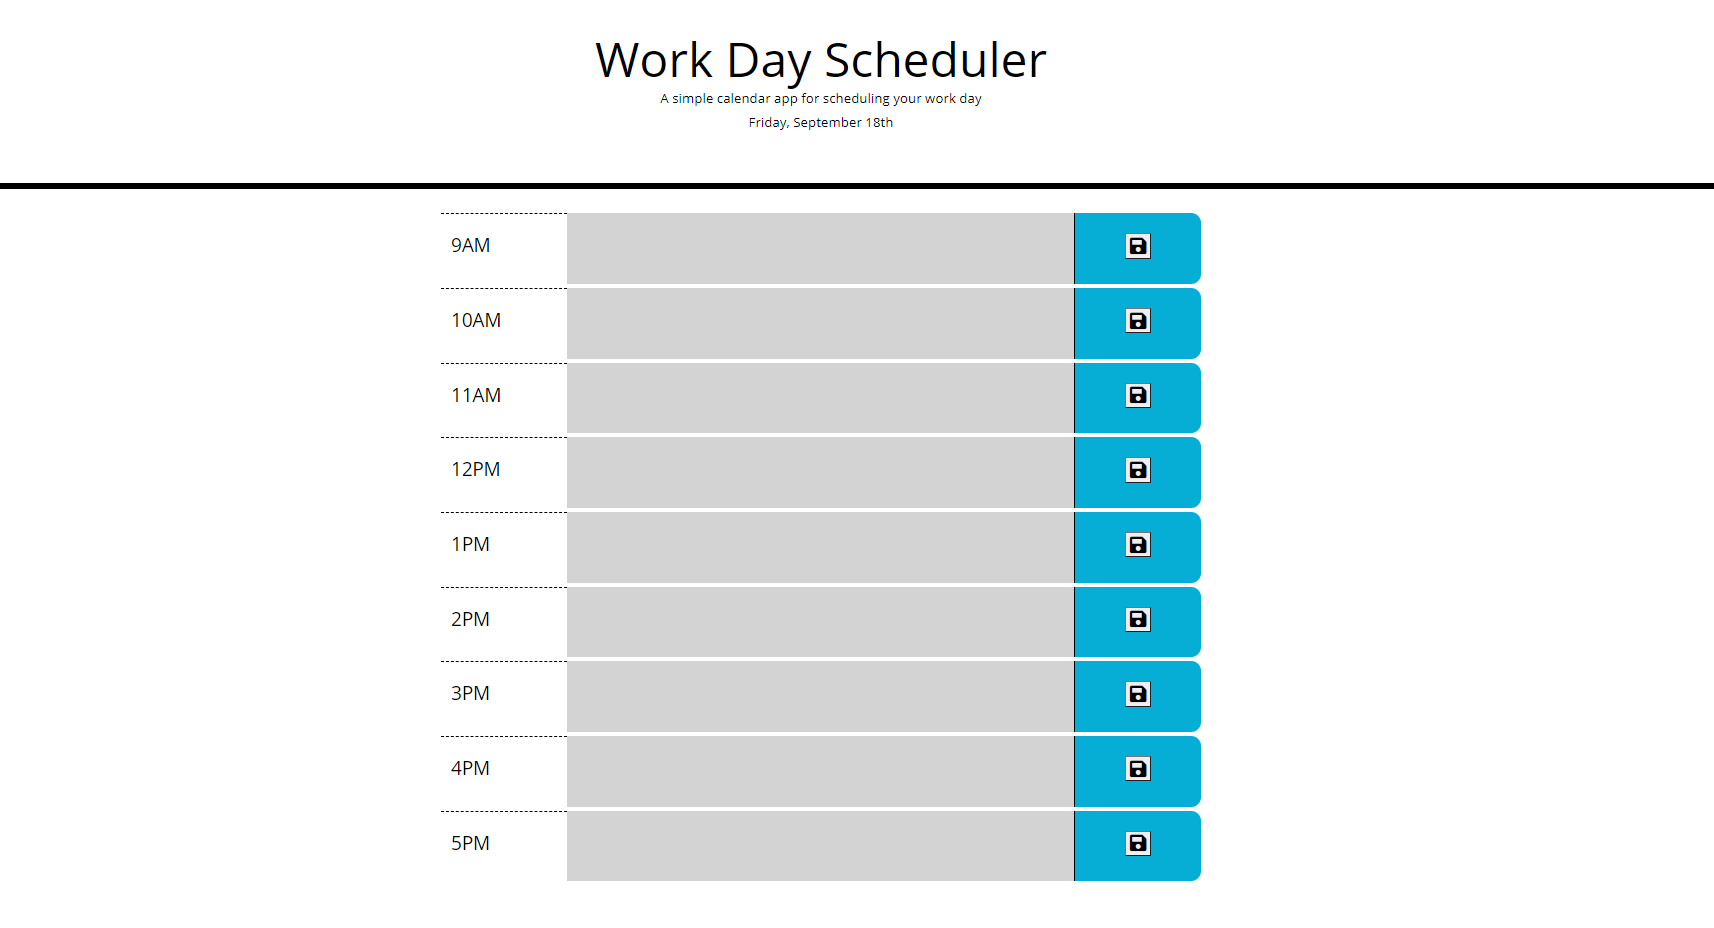 Work Day Scheduler
A simple calendar app for scheduling your work day
Friday, September 18th
9AM
10AM
11AM
12PM
1PM
2PM
3PM
4PM
5PM